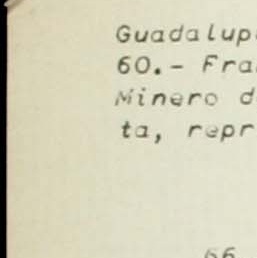 Guadalup
60.- Fra
Minero d
ta, repr
66